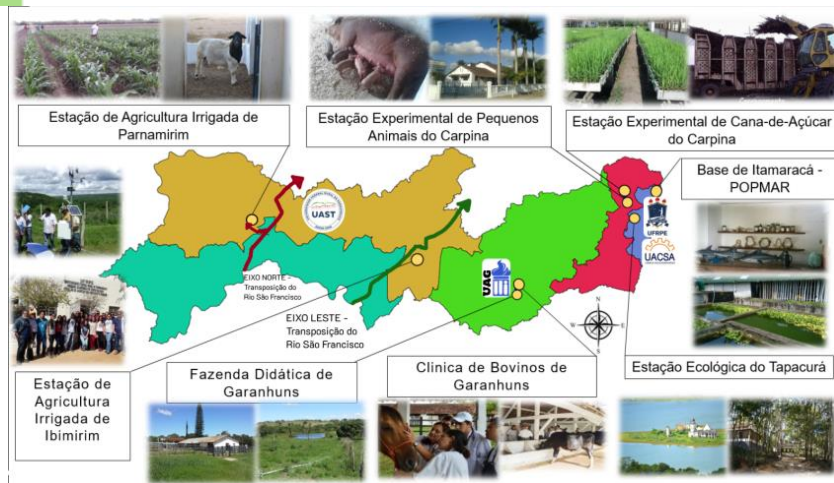 Estação de Agricultura Irrigada de
Parnamirim
Estação Experimental de Pequenos
Animais do Carpina
Estação Experimental de Cana-de-Açúcar
do Carpina
Base de Itamaracá -
POPMAR
UAST
UFRPE
UACSA
EIXO NORTE -
Transposição do
Rio São Francisco
UAG
EIXO LESTE -
Transposição do
Rio São Francisco
N
W
E
S
Estação de
Agricultura
Irrigada de
Ibimirim
Fazenda Didática de
Garanhuns
Clinica de Bovinos de
Garanhuns
Estação Ecológica do Tapacurá